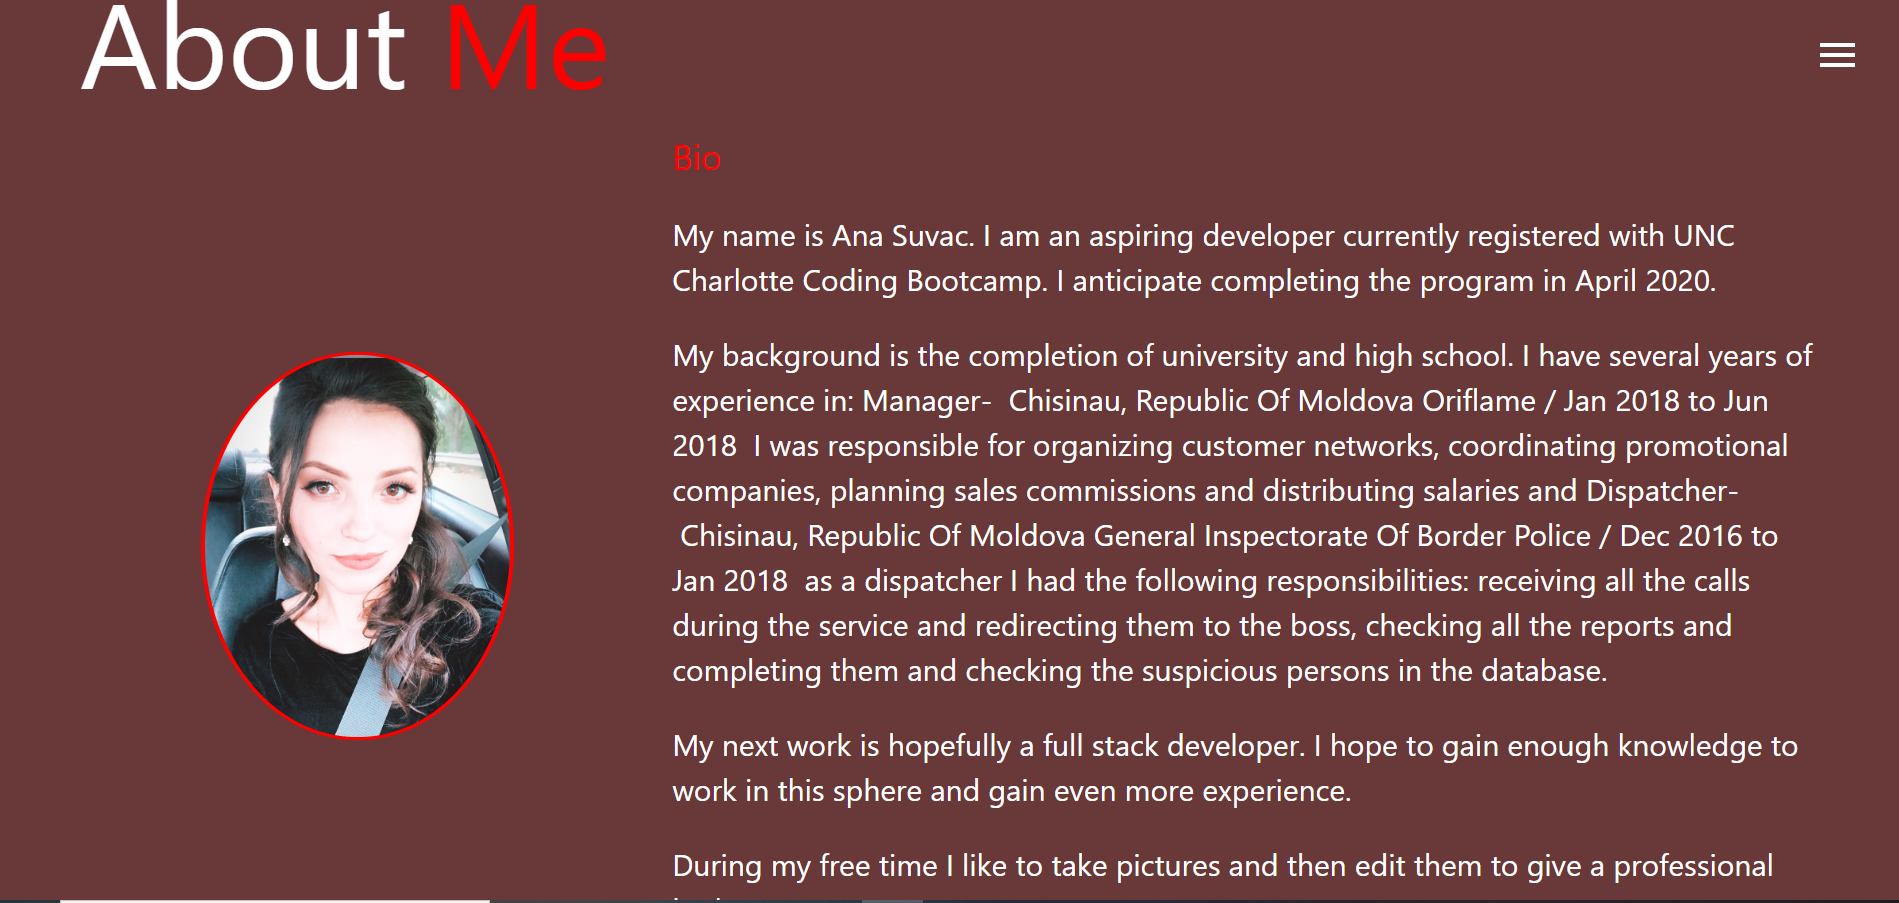 About Me
Bio
My name is Ana Suvac. I am an aspiring developer currently registered with UNC
Charlotte Coding Bootcamp. I anticipate completing the program in April 2020.
My background is the completion of university and high school. I have several years of
experience in: Manager-  Chisinau, Republic Of Moldova Oriflame / Jan 2018 to Jun
2018  I was responsible for organizing customer networks, coordinating promotional
companies, planning sales commissions and distributing salaries and Dispatcher-
Chisinau, Republic Of Moldova General Inspectorate Of Border Police / Dec 2016 to
Jan 2018  as a dispatcher I had the following responsibilities: receiving all the calls
during the service and redirecting them to the boss, checking all the reports and
completing them and checking the suspicious persons in the database.
My next work is hopefully a full stack developer. I hope to gain enough knowledge to
work in this sphere and gain even more experience.
During my free time I like to take pictures and then edit them to give a professional